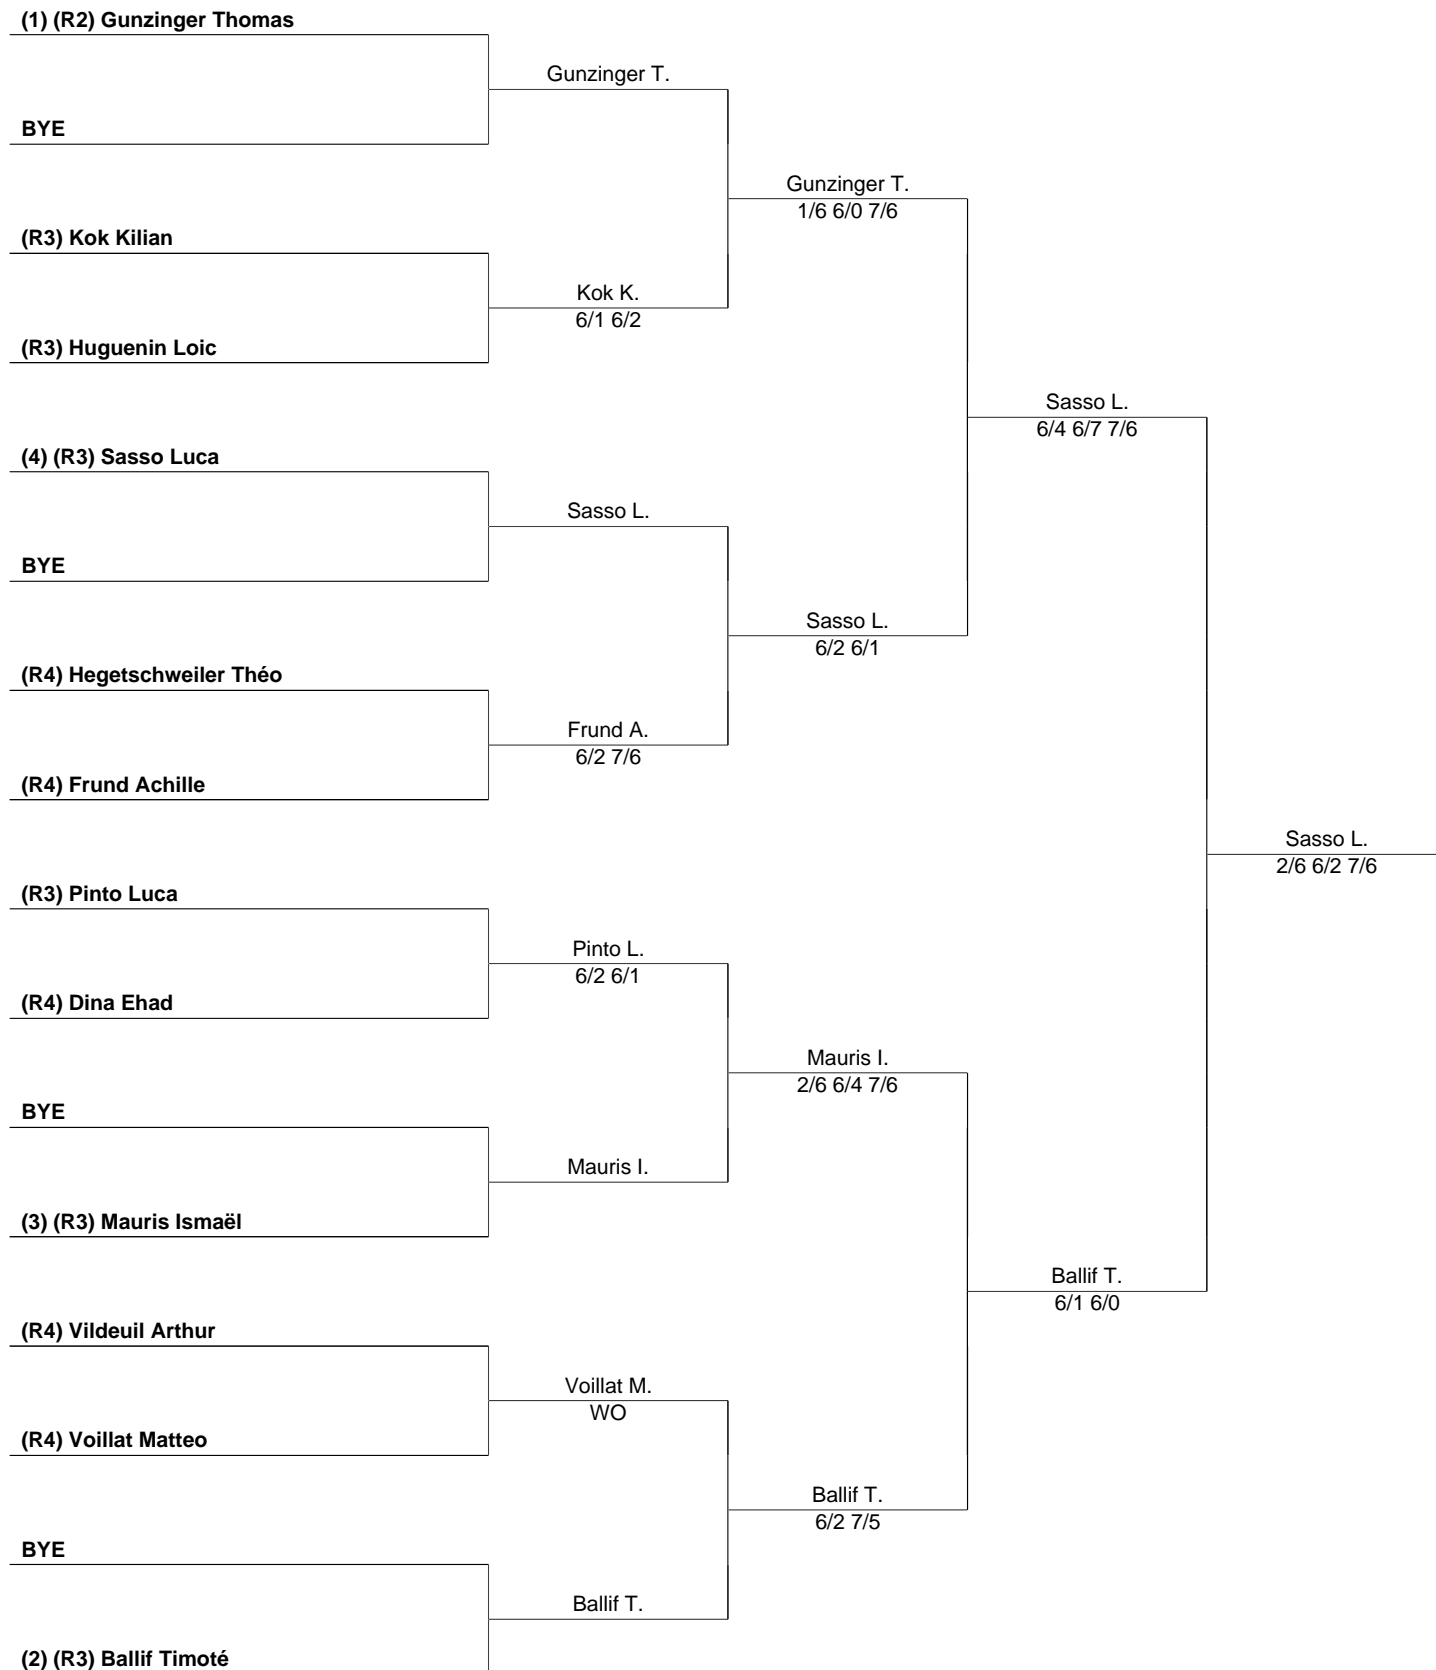 (1) (R2) Gunzinger Thomas
Gunzinger T.
BYE
Gunzinger T.
1/6 6/0 7/6
(R3) Kok Kilian
Kok K.
6/1 6/2
(R3) Huguenin Loic
Sasso L.
6/4 6/7 7/6
(4) (R3) Sasso Luca
Sasso L.
BYE
Sasso L.
6/2 6/1
(R4) Hegetschweiler Théo
Frund A.
6/2 7/6
(R4) Frund Achille
Sasso L.
2/6 6/2 7/6
(R3) Pinto Luca
Pinto L.
6/2 6/1
(R4) Dina Ehad
Mauris I.
2/6 6/4 7/6
BYE
Mauris I.
(3) (R3) Mauris Ismaël
Ballif T.
6/1 6/0
(R4) Vildeuil Arthur
Voillat M.
WO
(R4) Voillat Matteo
Ballif T.
6/2 7/5
BYE
Ballif T.
(2) (R3) Ballif Timoté